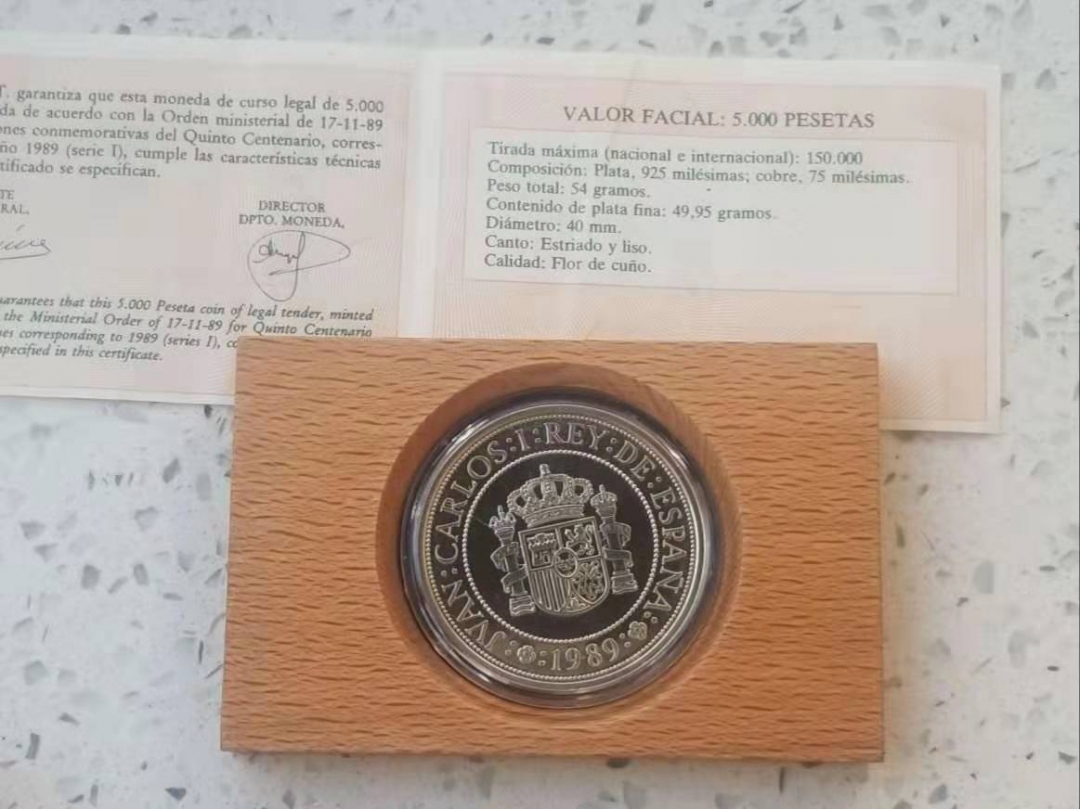 T. garantiza que esta moneda de curso legal de 5.000
da de acuerdo con la Orden ministerial de 17-11-89
ones conmemorativas del Quinto Centenario, corres-
ño 1989 (serie I), cumple las características técnicas
tificado se especifican.
TE
RAL,
DIRECTOR
DPTO. MONEDA,
uarantees that this 5.000 Peseta coin of legal tender, minted
the Ministerial Order of 17-11-89 for Quinto Centenario
nes corresponding to 1989 (series I), co
specified in this certificate.
VALOR FACIAL: 5.000 PESETAS
Tirada máxima (nacional e internacional): 150.000
Composición: Plata, 925 milésimas; cobre, 75 milésimas.
Peso total: 54 gramos.
Contenido de plata fina: 49,95 gramos.
Diámetro: 40 mm.
Canto: Estriado y liso.
Calidad: Flor de cuño.
JVAN:CARLOS:I:REY:DE:ESPAÑA:
:1989: